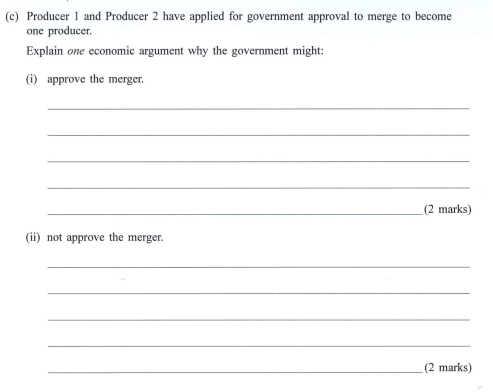 (c) Producer 1 and Producer 2 have applied for government approval to merge to become
one producer.
Explain one economic argument why the government might:
(i) approve the merger.
(2 marks)
(ii) not approve the merger.
(2 marks)